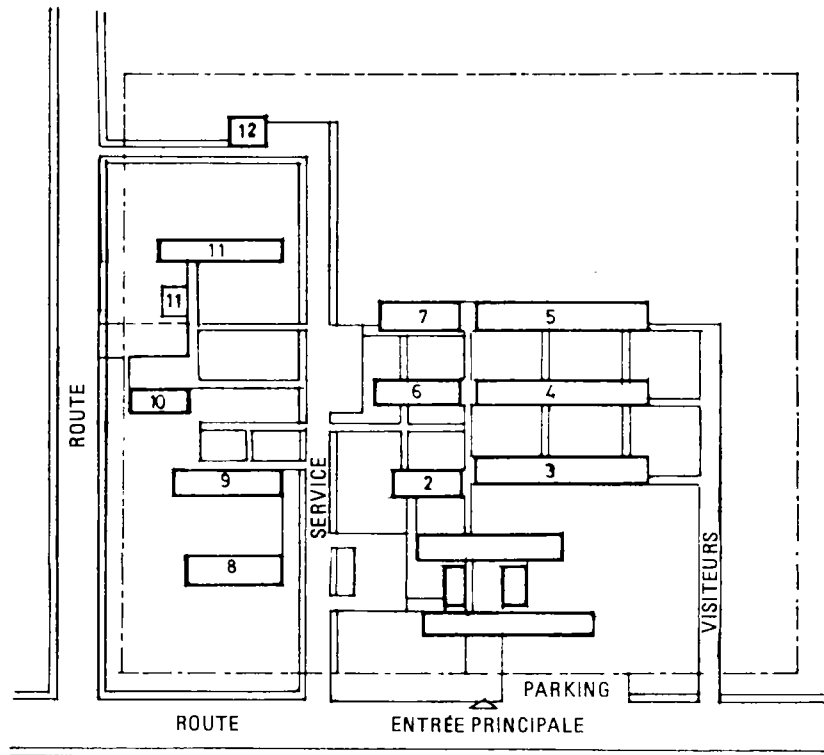 12
11
11
7
5
6
4
10
ROUTE
SERVICE
9
2
3
8
VISITEURS
PARKING
ROUTE
ENTRÉE PRINCIPALE